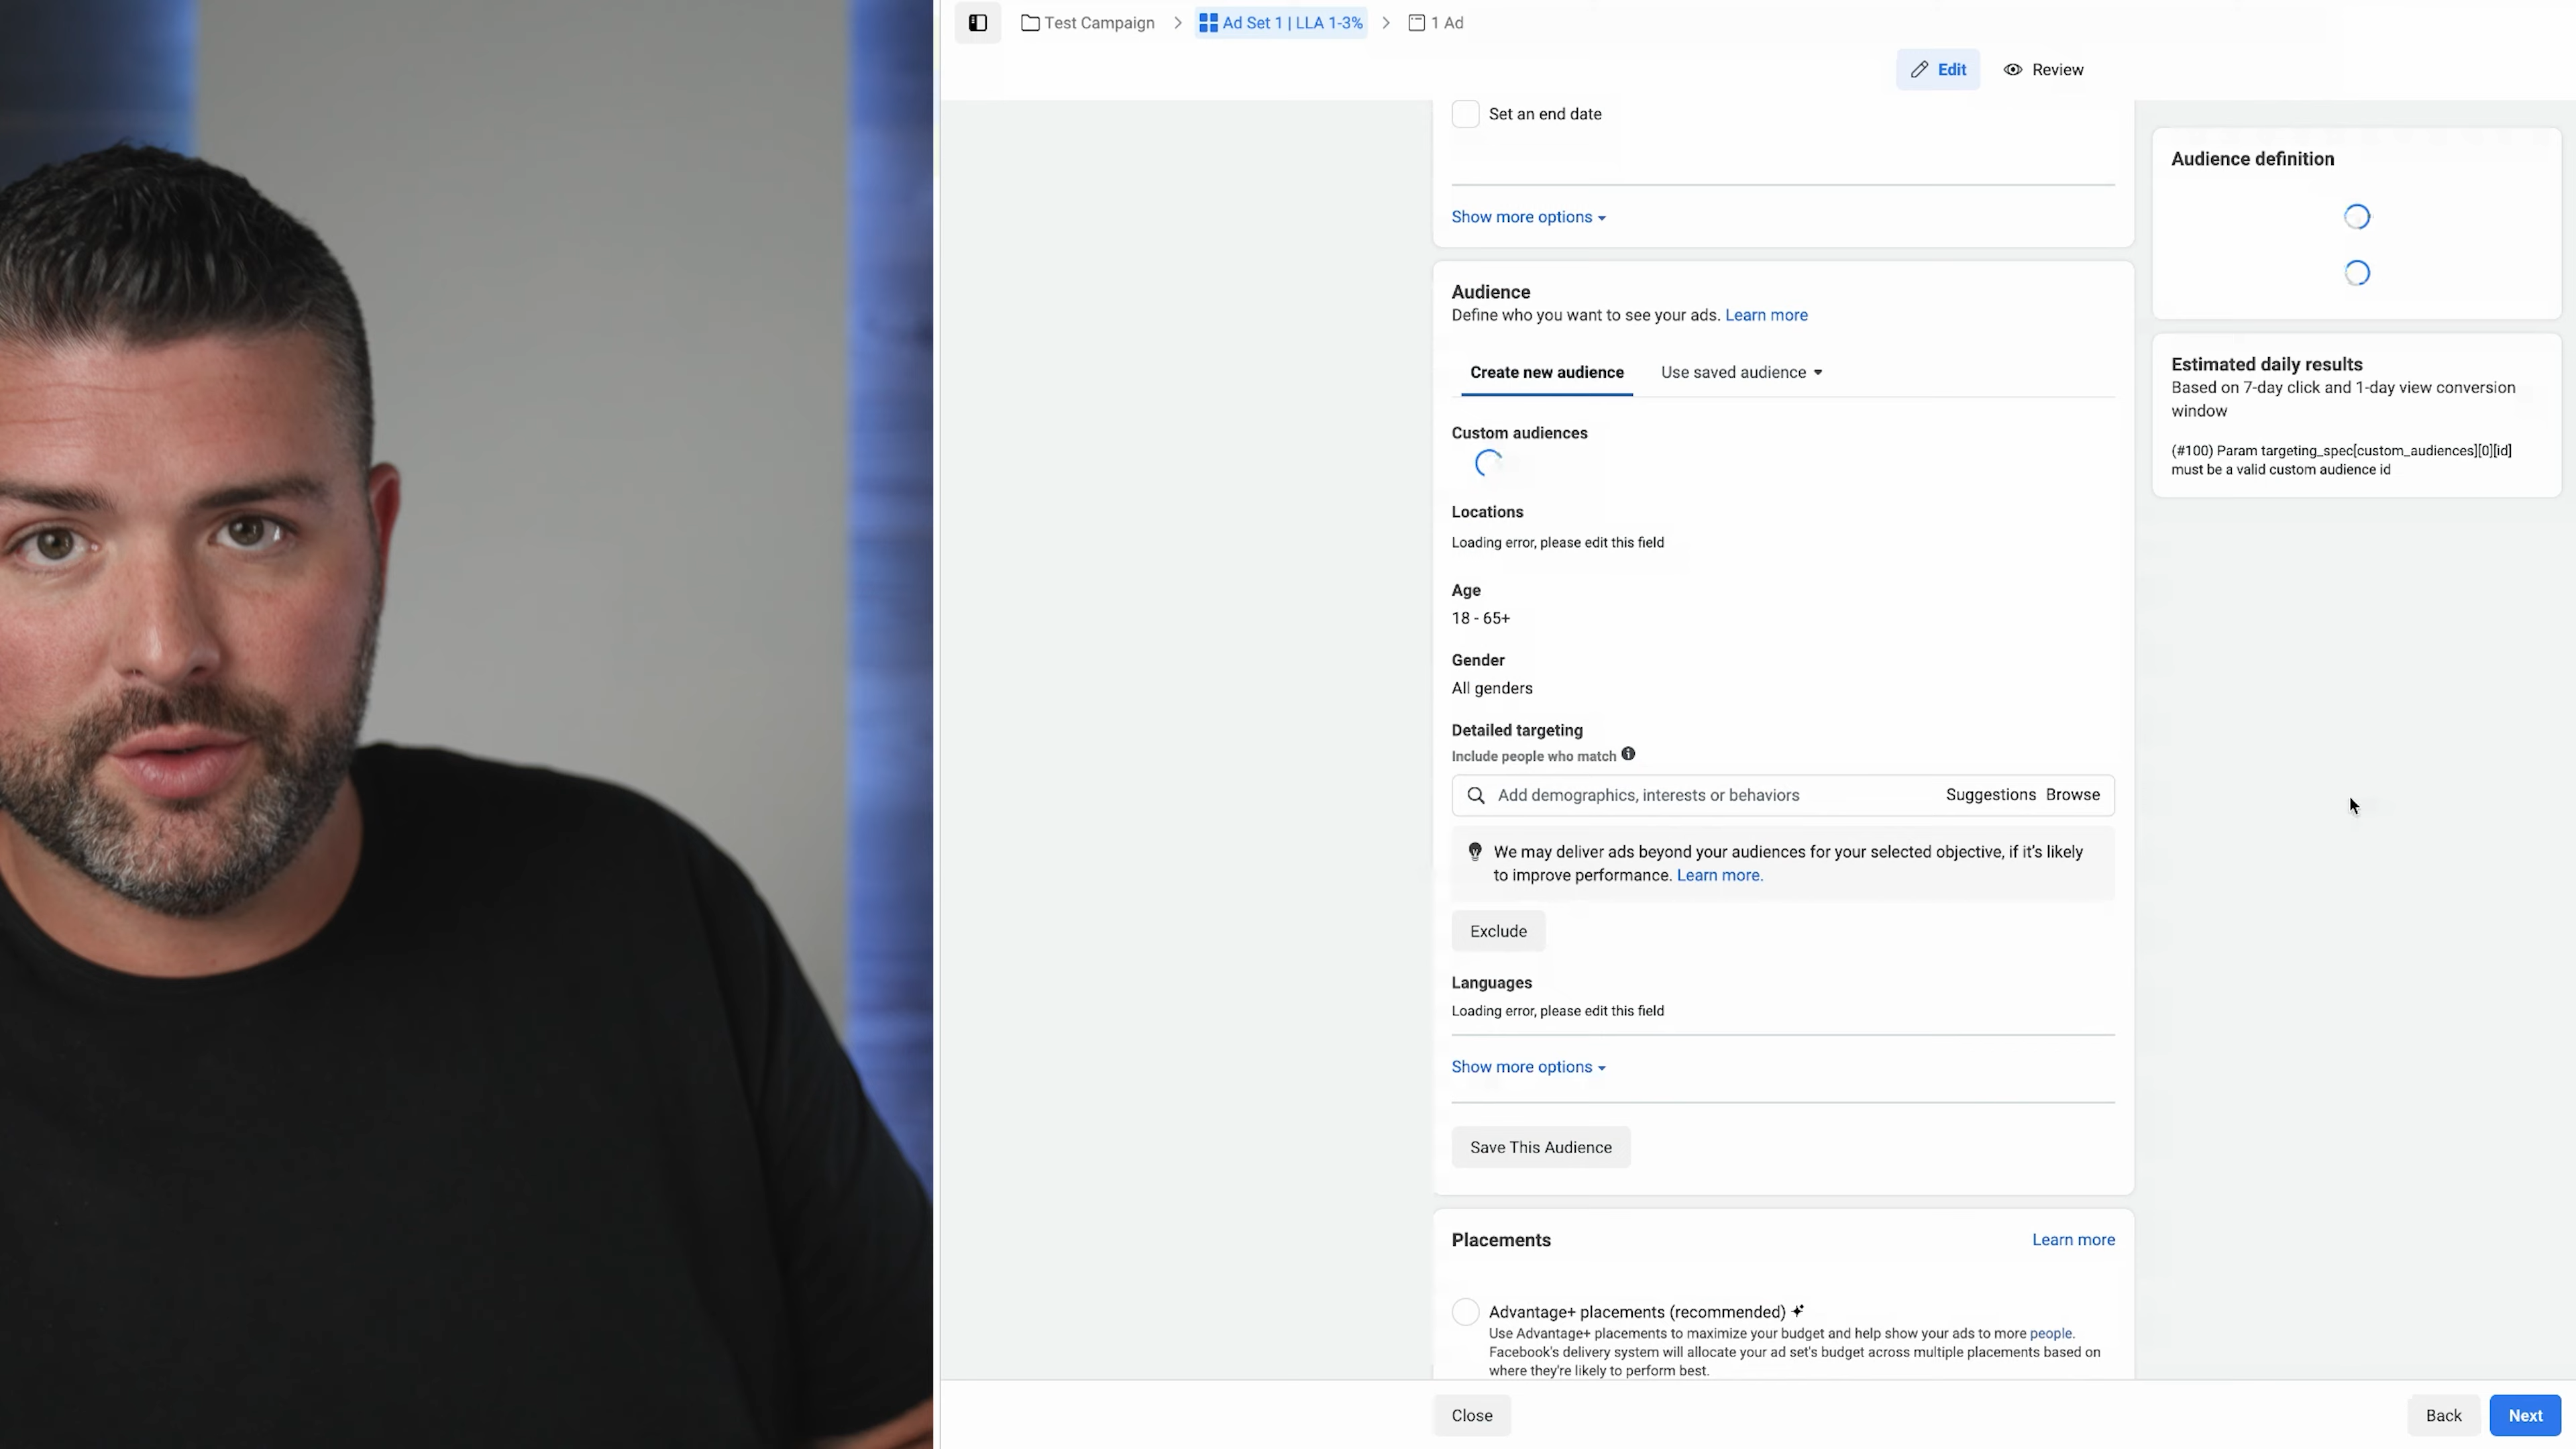 Test Campaign
Ad Set 1 | LLA 1-3%
1 Ad
Edit
Review
Set an end date
Show more options
Audience
Define who you want to see your ads. Learn more
Create new audience
Use saved audience
Custom audiences
Locations
Loading error, please edit this field
Age
18 - 65+
Gender
All genders
Detailed targeting
Include people who match
Add demographics, interests or behaviors
Suggestions
Browse
We may deliver ads beyond your audiences for your selected objective, if it's likely
to improve performance. Learn more.
Exclude
Languages
Loading error, please edit this field
Show more options
Save This Audience
Placements
Learn more
Advantage+ placements (recommended)
Use Advantage+ placements to maximize your budget and help show your ads to more people.
Facebook's delivery system will allocate your ad set's budget across multiple placements based on
where they're likely to perform best.
Audience definition
Estimated daily results
Based on 7-day click and 1-day view conversion
window
(#100) Param targeting_spec[custom_audiences][0][id]
must be a valid custom audience id
Close
Back
Next